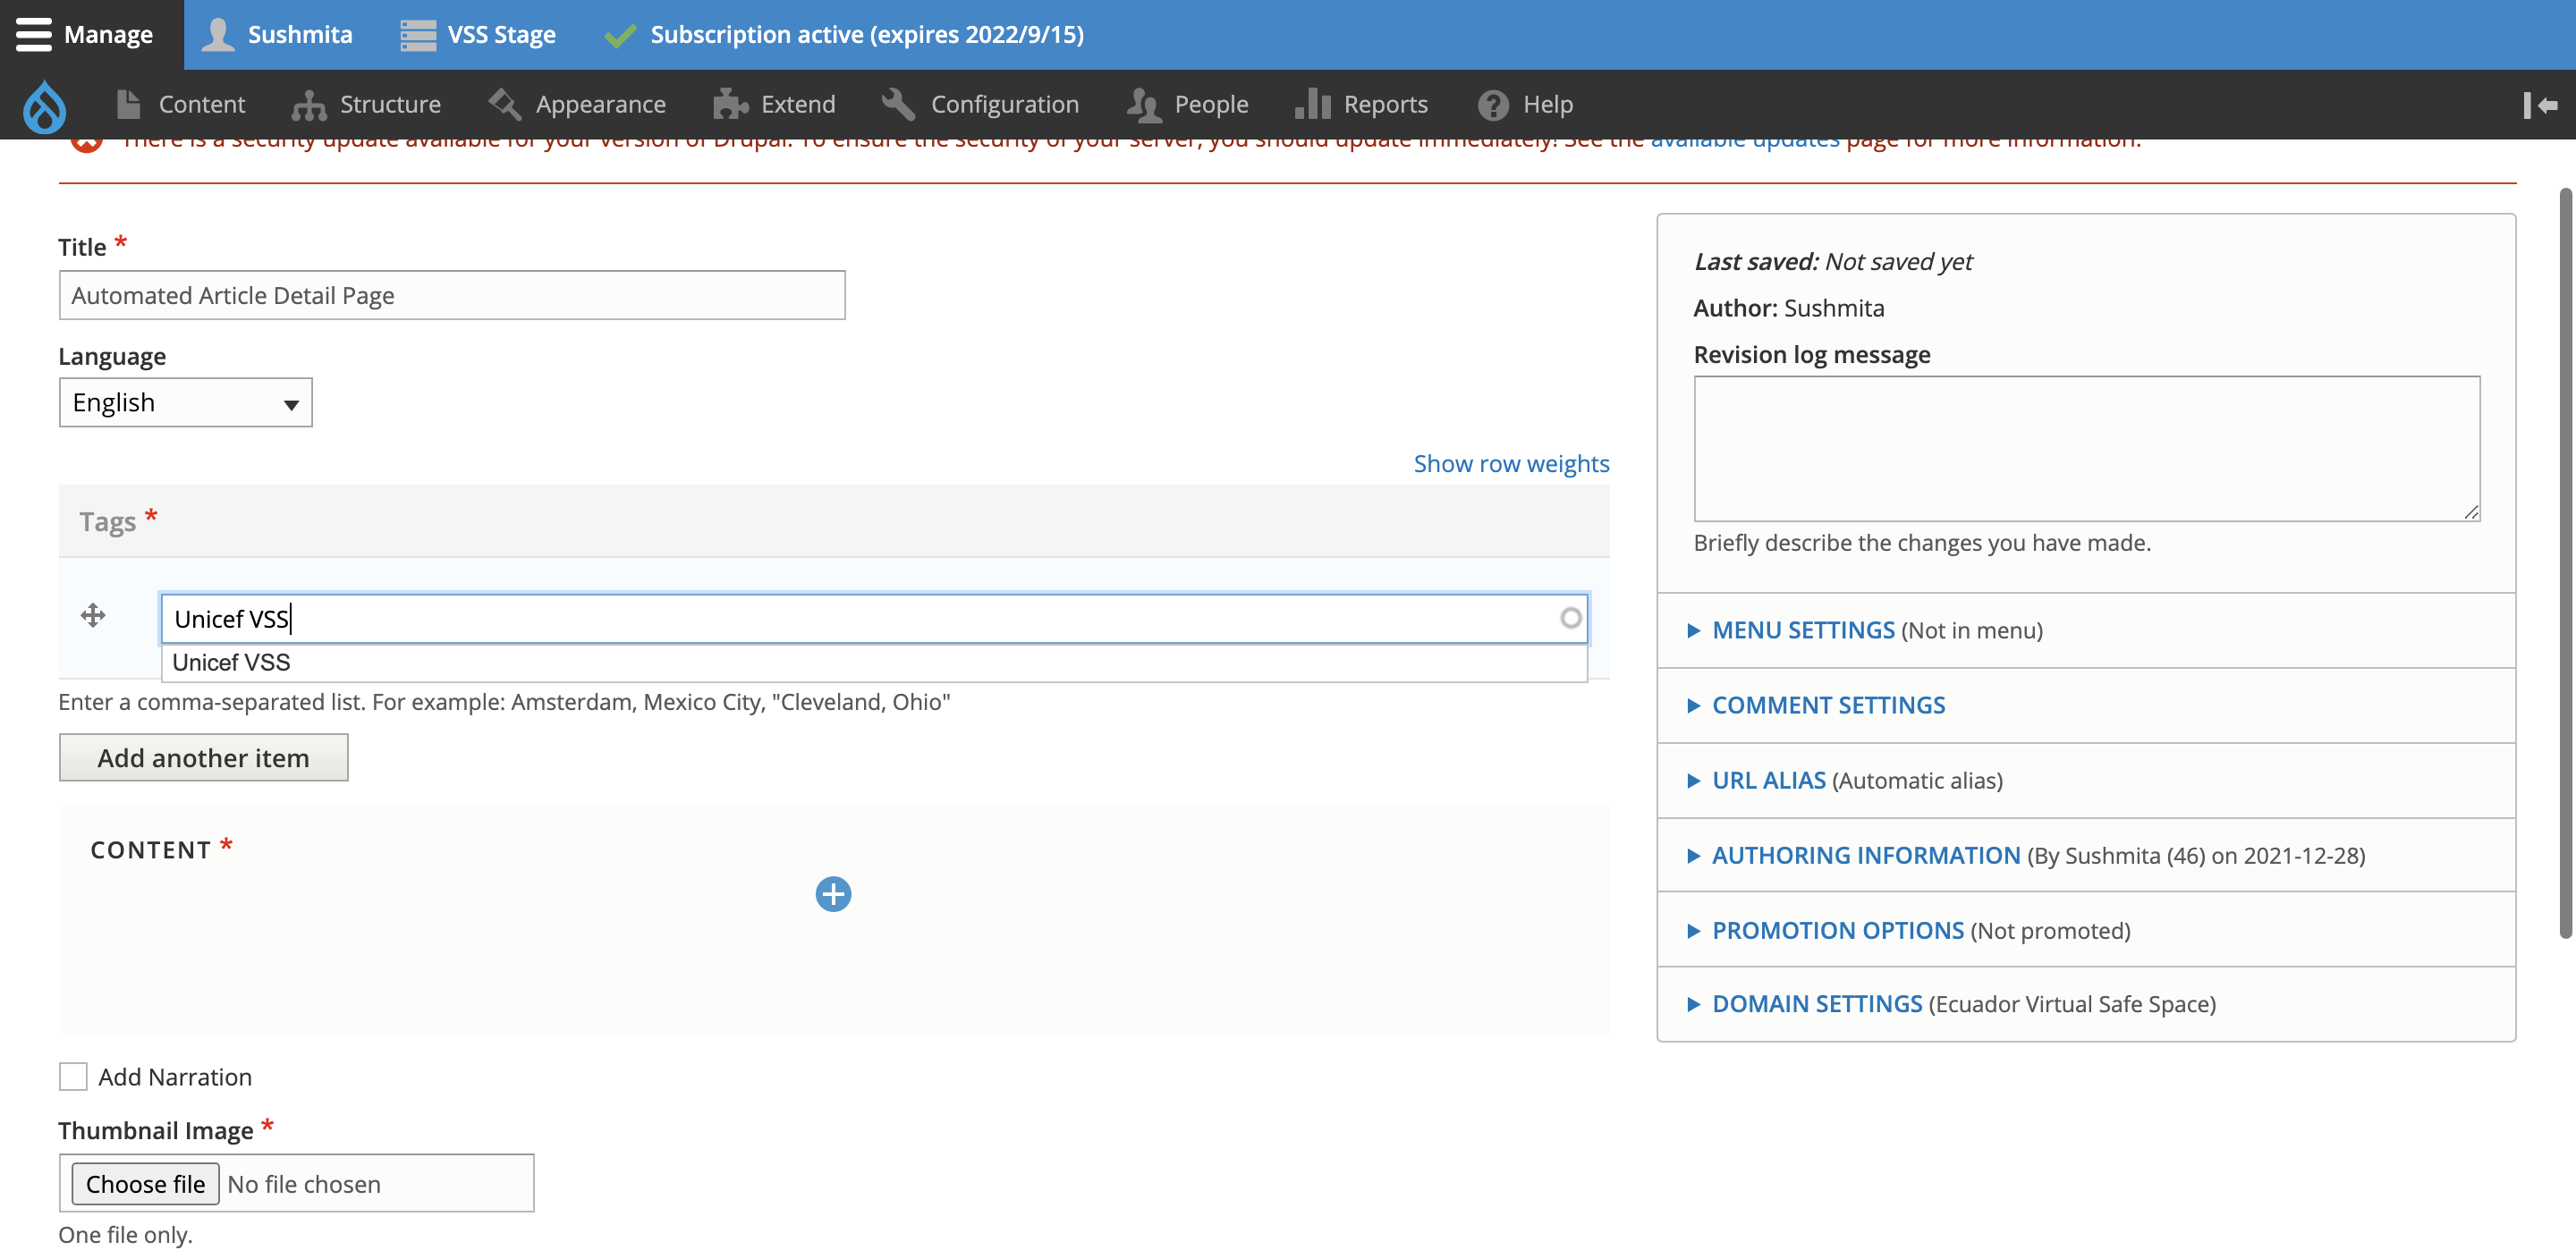 Manage
Sushmita
VSS Stage
Subscription active (expires 2022/9/15)
Content
Structure
Appearance
Extend
Configuration
People
Reports
Help
There is a security update available for your version of Drupal. To ensure the security of your server, you should update immediately! See the available updates page for more information.
Title *
Automated Article Detail Page
Language
English
Show row weights
Tags *
Unicef VSS
Unicef VSS
Enter a comma-separated list. For example: Amsterdam, Mexico City, "Cleveland, Ohio"
Add another item
CONTENT *
Add Narration
Thumbnail Image *
Choose file No file chosen
One file only.
Last saved: Not saved yet
Author: Sushmita
Revision log message
Briefly describe the changes you have made.
MENU SETTINGS (Not in menu)
COMMENT SETTINGS
URL ALIAS (Automatic alias)
AUTHORING INFORMATION (By Sushmita (46) on 2021-12-28)
PROMOTION OPTIONS (Not promoted)
DOMAIN SETTINGS (Ecuador Virtual Safe Space)